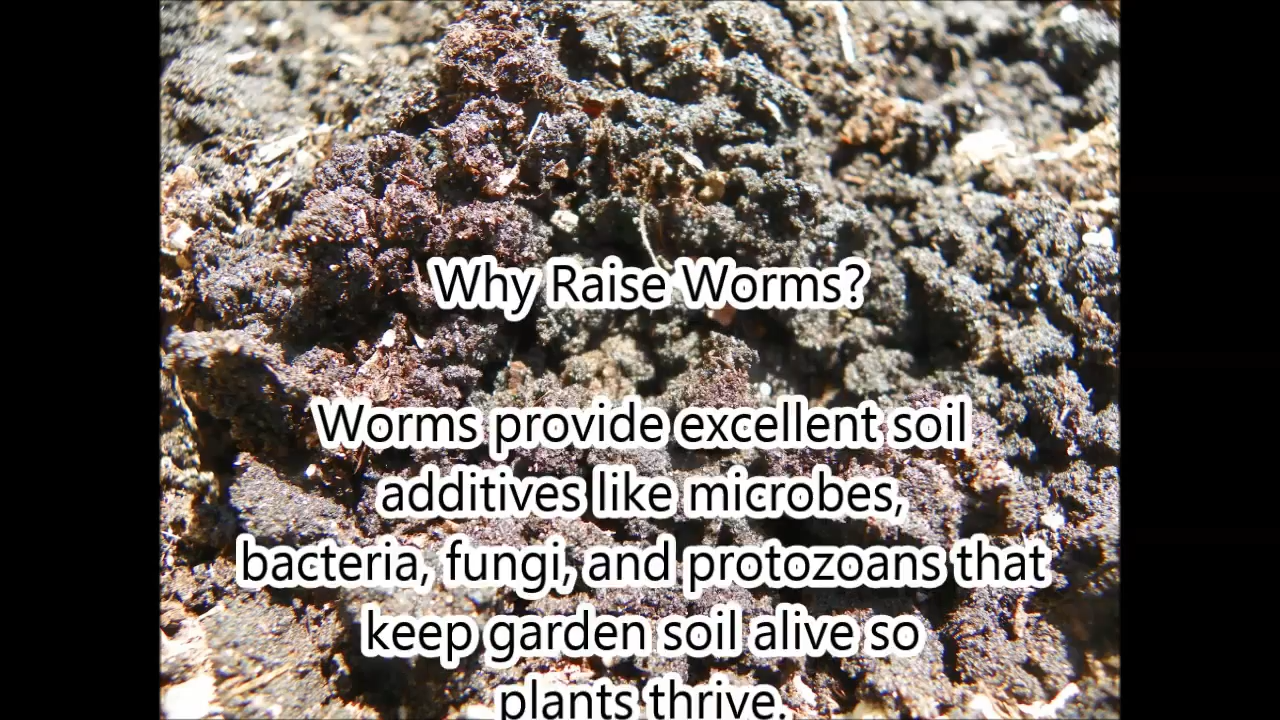 Why Raise Worms?
Worms provide excellent soil
additives like microbes,
bacteria, fungi, and protozoans that
keep garden soil alive so
plants thrive.